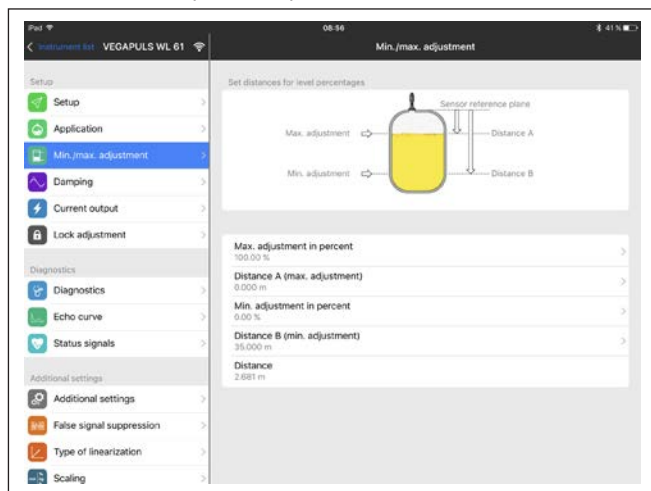 iPad
08:56
41 %
Instrument list
VEGAPULS WL 61
Min./max. adjustment
Setup
Setup
Application
Min./max. adjustment
Damping
Current output
Lock adjustment
Diagnostics
Diagnostics
Echo curve
Status signals
Additional settings
Additional settings
False signal suppression
Type of linearization
Scaling
Set distances for level percentages
Sensor reference plane
Max. adjustment
Distance A
Min. adjustment
Distance B
Max. adjustment in percent
100.00 %
Distance A (max. adjustment)
0.000 m
Min. adjustment in percent
0.00 %
Distance B (min. adjustment)
35.000 m
Distance
2.681 m